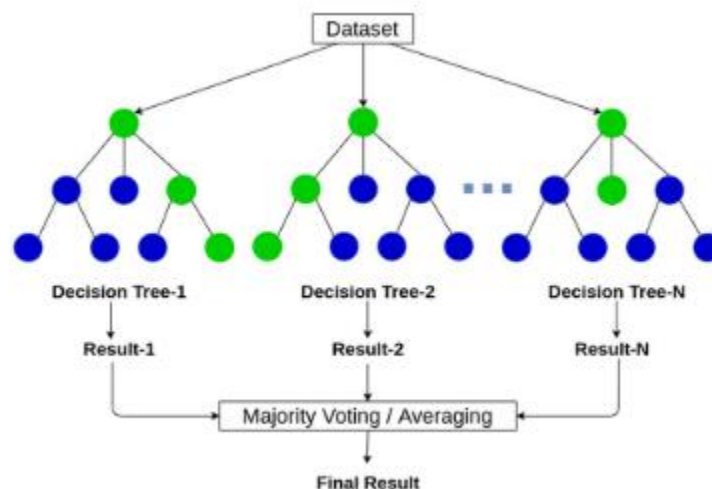 Dataset
Decision Tree-1
Decision Tree-2
Decision Tree-N
Result-1
Result-2
Result-N
Majority Voting / Averaging
Final Result